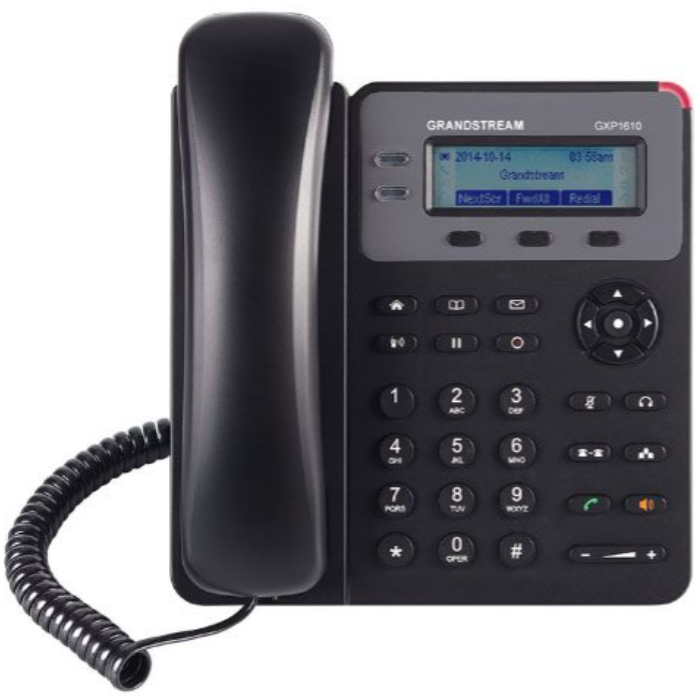 GRANDSTREAM GXP1610
2014-10-14 03:56am
Grandstream
NextScr FwdAll Redial
1 2 3
ABC DEF
4 5 6
GHI JKL MNO
7 8 9
PQRS TUV WXYZ
* 0 #
OPER
- +